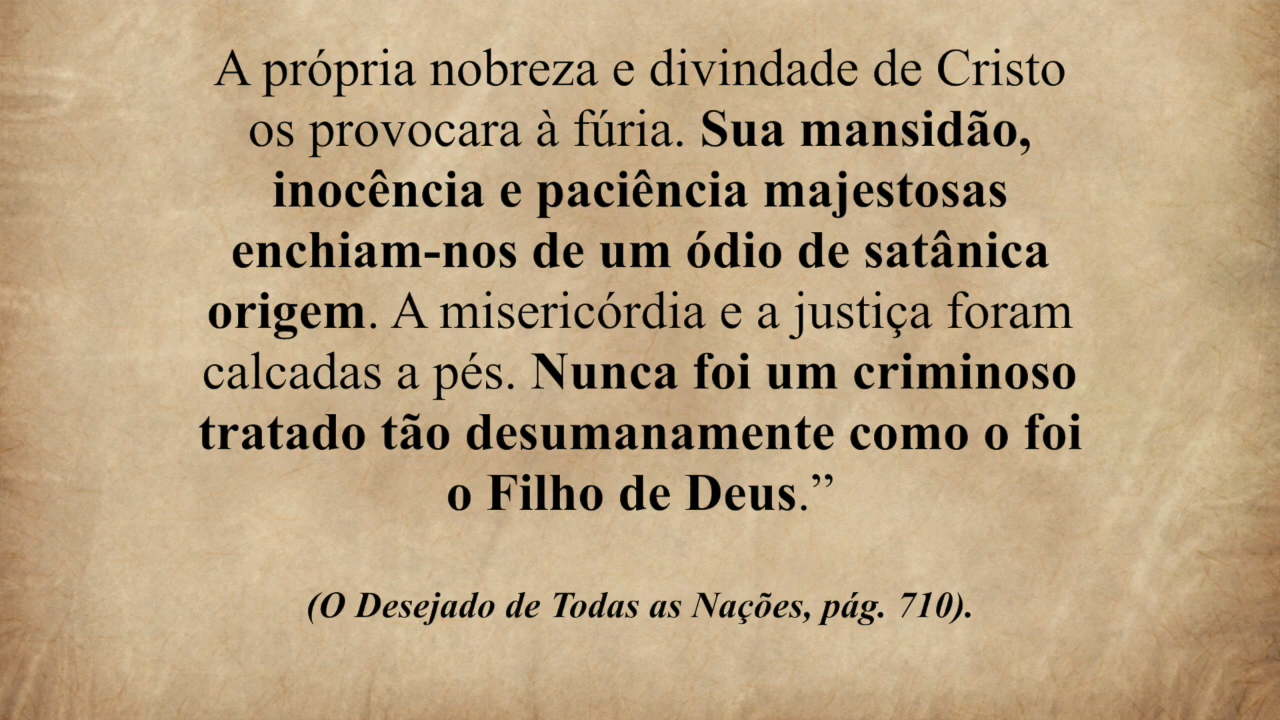 A própria nobreza e divindade de Cristo
os provocara à fúria. Sua mansidão,
inocência e paciência majestosas
enchiam-nos de um ódio de satânica
origem. A misericórdia e a justiça foram
calcadas a pés. Nunca foi um criminoso
tratado tão desumanamente como o foi
o Filho de Deus.”
(O Desejado de Todas as Nações, pág. 710).